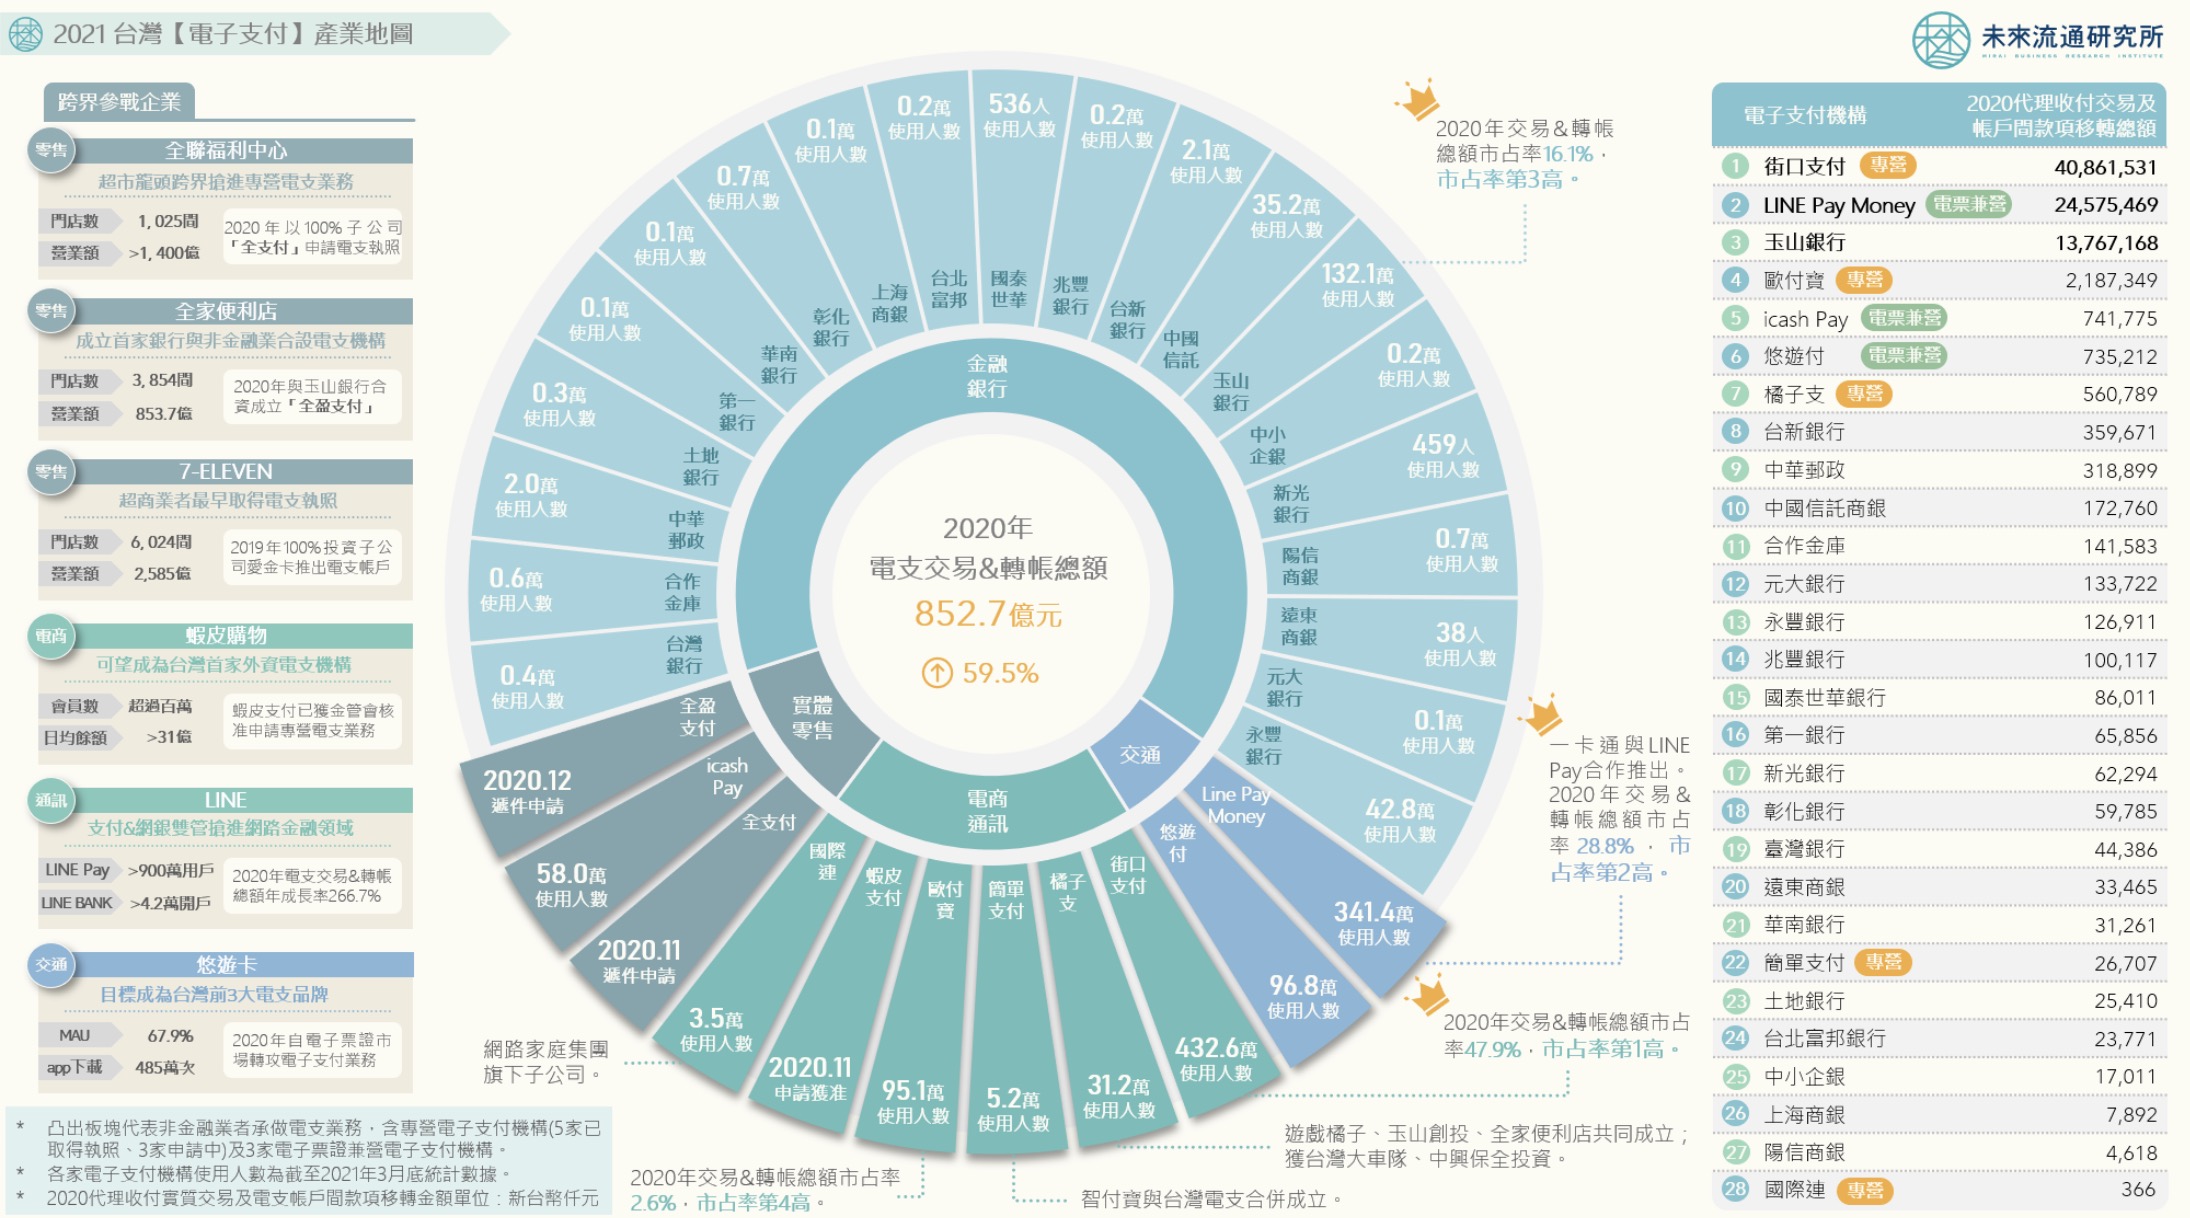 2021 台灣【電子支付】產業地圖
未來流通研究所
MIRAI BUSINESS RESEARCH INSTITUTE
跨界參戰企業
零售
全聯福利中心
超市龍頭跨界搶進專營電支業務
門店數 1,025間
營業額 >1,400億
2020年以100%子公司
「全支付」申請電支執照
零售
全家便利店
成立首家銀行與非金融業合設電支機構
門店數 3,854間
營業額 853.7億
2020年與玉山銀行合
資成立「全盈支付」
零售
7-ELEVEN
超商業者最早取得電支執照
門店數 6,024間
營業額 2,585億
2019年100%投資子公
司愛金卡推出電支帳戶
電商
蝦皮購物
可望成為台灣首家外資電支機構
會員數 超過百萬
日均餘額 >31億
蝦皮支付已獲金管會核
准申請專營電支業務
通訊
LINE
支付&網銀雙管搶進網路金融領域
LINE Pay >900萬用戶
LINE BANK >4.2萬開戶
2020年電支交易&轉帳
總額年成長率266.7%
交通
悠遊卡
目標成為台灣前3大電支品牌
MAU 67.9%
app下載 485萬次
2020年自電子票證市
場轉攻電子支付業務
* 凸出板塊代表非金融業者承做電支業務，含專營電子支付機構(5家已
取得執照、3家申請中)及3家電子票證兼營電子支付機構。
* 各家電子支付機構使用人數為截至2021年3月底統計數據。
* 2020代理收付實質交易及電支帳戶間款項移轉金額單位：新台幣仟元
2020年
電支交易&轉帳總額
852.7億元
59.5%
金融
銀行
交通
電商
通訊
實體
零售
台灣
銀行
0.4萬
使用人數
合作
金庫
0.6萬
使用人數
中華
郵政
2.0萬
使用人數
土地
銀行
0.3萬
使用人數
第一
銀行
0.1萬
使用人數
華南
銀行
0.1萬
使用人數
彰化
銀行
0.7萬
使用人數
上海
商銀
0.1萬
使用人數
台北
富邦
0.2萬
使用人數
國泰
世華
536人
使用人數
兆豐
銀行
0.2萬
使用人數
台新
銀行
2.1萬
使用人數
中國
信託
35.2萬
使用人數
玉山
銀行
132.1萬
使用人數
中小
企銀
0.2萬
使用人數
新光
銀行
459人
使用人數
陽信
商銀
0.7萬
使用人數
遠東
商銀
38人
使用人數
元大
銀行
0.1萬
使用人數
永豐
銀行
42.8萬
使用人數
Line Pay
Money
341.4萬
使用人數
悠遊
付
96.8萬
使用人數
街口
支付
432.6萬
使用人數
橘子
支
31.2萬
使用人數
簡單
支付
5.2萬
使用人數
歐付
寶
95.1萬
使用人數
蝦皮
支付
2020.11
申請獲准
國際
連
3.5萬
使用人數
全支付
2020.11
遞件申請
icash
Pay
58.0萬
使用人數
全盈
支付
2020.12
遞件申請
2020年交易&轉帳
總額市占率16.1%，
市占率第3高。
一卡通與LINE
Pay合作推出。
2020年交易&
轉帳總額市占
率 28.8%，市
占率第2高。
2020年交易&轉帳總額市占
率47.9%，市占率第1高。
遊戲橘子、玉山創投、全家便利店共同成立；
獲台灣大車隊、中興保全投資。
智付寶與台灣電支合併成立。
2020年交易&轉帳總額市占率
2.6%，市占率第4高。
網路家庭集團
旗下子公司。
電子支付機構 2020代理收付交易及
帳戶間款項移轉總額
1 街口支付 專營 40,861,531
2 LINE Pay Money 電票兼營 24,575,469
3 玉山銀行 13,767,168
4 歐付寶 專營 2,187,349
5 icash Pay 電票兼營 741,775
6 悠遊付 電票兼營 735,212
7 橘子支 專營 560,789
8 台新銀行 359,671
9 中華郵政 318,899
10 中國信託商銀 172,760
11 合作金庫 141,583
12 元大銀行 133,722
13 永豐銀行 126,911
14 兆豐銀行 100,117
15 國泰世華銀行 86,011
16 第一銀行 65,856
17 新光銀行 62,294
18 彰化銀行 59,785
19 臺灣銀行 44,386
20 遠東商銀 33,465
21 華南銀行 31,261
22 簡單支付 專營 26,707
23 土地銀行 25,410
24 台北富邦銀行 23,771
25 中小企銀 17,011
26 上海商銀 7,892
27 陽信商銀 4,618
28 國際連 專營 366